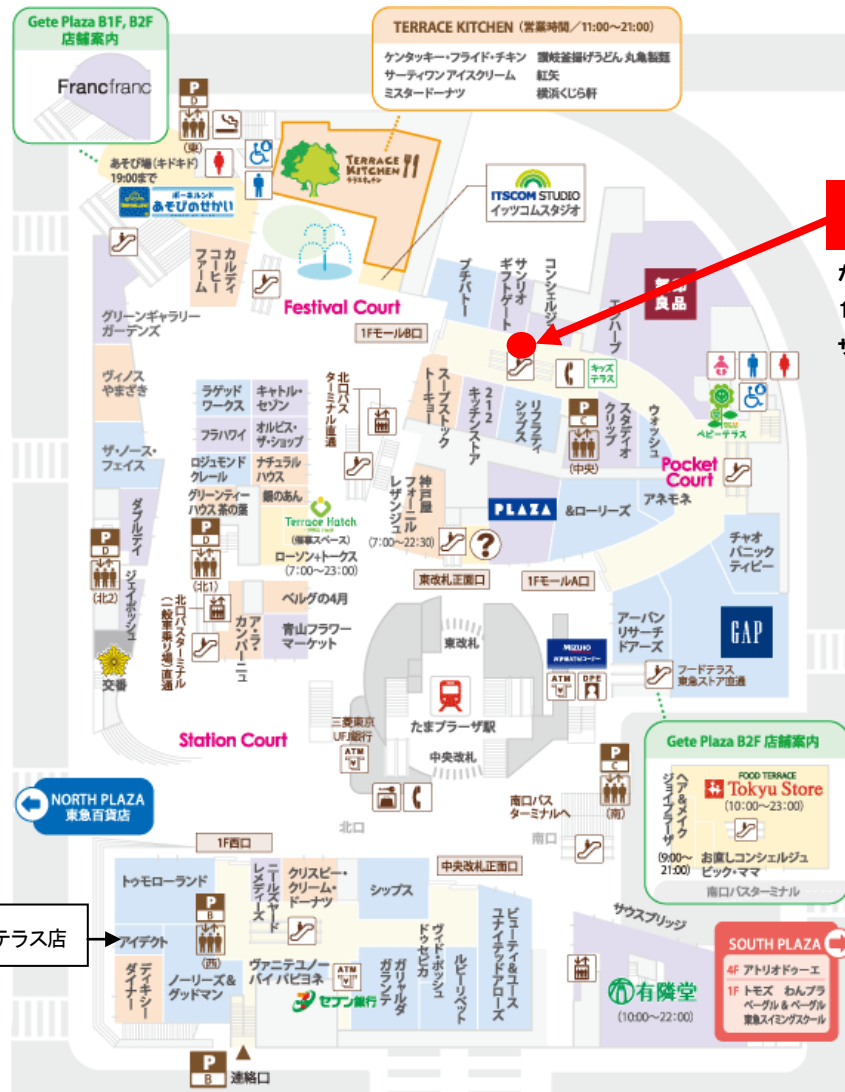 Gete Plaza B1F, B2F
店舗案内
Francfranc
TERRACE KITCHEN (営業時間/11:00〜21:00)
ケンタッキー・フライド・チキン 讃岐釜揚げうどん 丸亀製麺
サーティワン アイスクリーム 紅矢
ミスタードーナツ 横浜くじら軒
P
D
(東)
あそび場(キドキド)
19:00まで
ボーネルンド
あそびのせかい
TERRACE
KITCHEN
テラスキッチン
ITSCOM STUDIO
イッツコムスタジオ
カルディ
コーヒー
ファーム
Festival Court
プチバトー
サンリオ
ギフトゲート
コンシェルジュ
エンハーブ
無印
良品
グリーンギャラリー
ガーデンズ
1FモールB口
キッズ
テラス
ヴィノス
やまざき
ラゲッド
ワークス
キャトル・
セゾン
北口バス
ターミナル直通
スープストック
トーキョー
212
キッチンストア
リフラティ
シップス
P
C
(中央)
スタディオ
クリップ
ウォッシュ
ベビーテラス
フラハワイ
オルビス・
ザ・ショップ
ザ・ノース・
フェイス
ロジュモンド
クレール
ナチュラル
ハウス
Pocket
Court
グリーンティー
ハウス 茶の葉
銀のあん
神戸屋
フォーニル
レザンジュ
(7:00〜22:30)
PLAZA
&ローリーズ
アネモネ
ダブルデイ
Terrace Hatch
(催事スペース)
ローソン+トークス
(7:00〜23:00)
?
チャオ
パニック
ティピー
P
D
(北2)
P
D
(北1)
東改札正面口
1FモールA口
ジェイボッシュ
北口バスターミナル
(一般車乗り場)直通
ア・ラ・
カンパーニュ
ベルグの4月
青山フラワー
マーケット
東改札
アーバン
リサーチ
ドアーズ
GAP
MIZUHO
ATM
DPE
交番
フードテラス
東急ストア直通
たまプラーザ駅
三菱東京
UFJ銀行
ATM
Station Court
中央改札
Gete Plaza B2F 店舗案内
ヘア&メイク
ジョイプラーザ
(9:00〜
21:00)
FOOD TERRACE
Tokyu Store
(10:00〜23:00)
お直しコンシェルジュ
ビック・ママ
南口バスターミナル
P
C
(南)
NORTH PLAZA
東急百貨店
南口バス
ターミナルへ
北口
南口
1F西口
中央改札正面口
トゥモローランド
ニールズヤード
レメディーズ
クリスピー・
クリーム・
ドーナツ
シップス
サウスブリッジ
テラス店
アイデクト
P
B
(西)
ディキシー
ダイナー
ノーリーズ&
グッドマン
ヴァニテユノー
バイ バビヨネ
ATM
セブン銀行
ガリャルダ
ガランテ
ヴィド・ポッシュ
ドゥセピカ
ルビーリベット
ビューティ&ユース
ユナイテッドアローズ
有隣堂
(10:00〜22:00)
SOUTH PLAZA
4F アトリオドゥーエ
1F トモズ わんプラ
ベーグル&ベーグル
東急スイミングスクール
P
B
連絡口